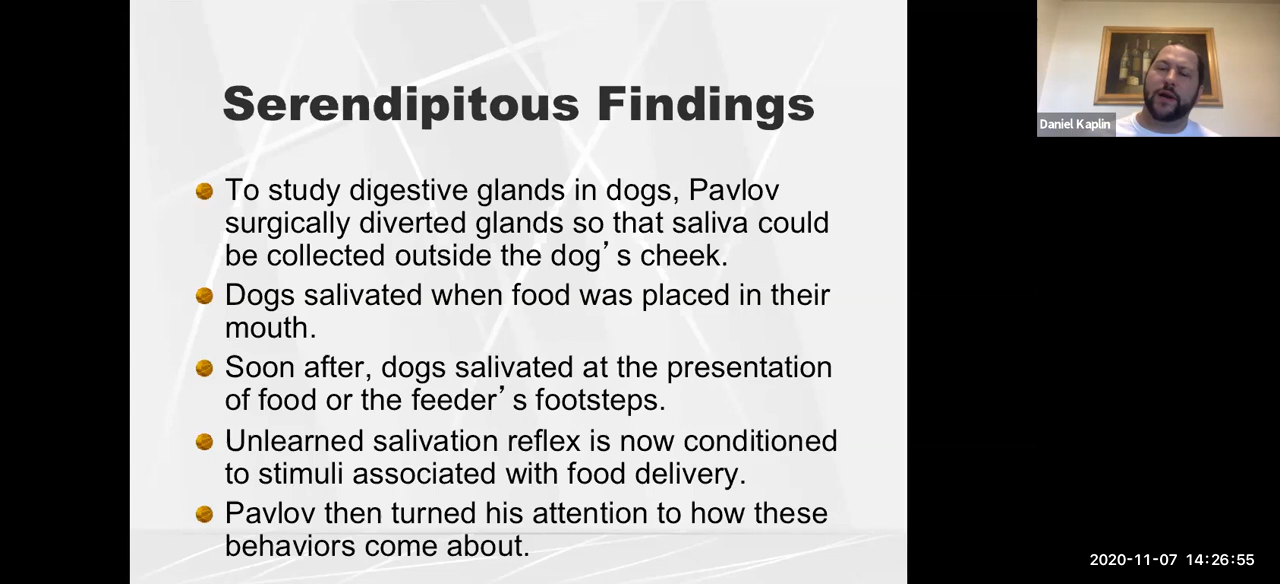 Serendipitous Findings
To study digestive glands in dogs, Pavlov
surgically diverted glands so that saliva could
be collected outside the dog’ s cheek.
Dogs salivated when food was placed in their
mouth.
Soon after, dogs salivated at the presentation
of food or the feeder’ s footsteps.
Unlearned salivation reflex is now conditioned
to stimuli associated with food delivery.
Pavlov then turned his attention to how these
behaviors come about.
Daniel Kaplin
2020-11-07 14:26:55